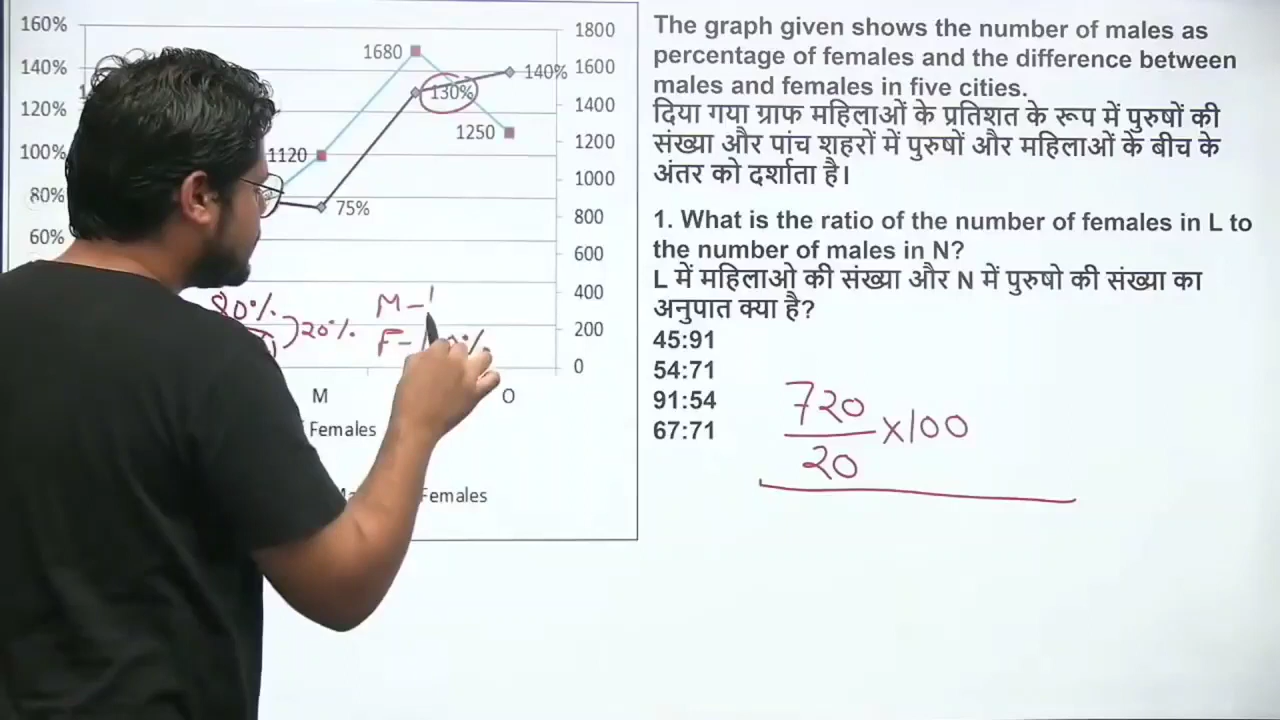 160%
140%
120%
100%
80%
60%
1800
1600
1400
1200
1000
800
600
400
200
0
1680
130%
140%
1250
1120
75%
80%
20%
M –
F –
M
O
Females
Females
The graph given shows the number of males as
percentage of females and the difference between
males and females in five cities.
दिया गया ग्राफ महिलाओं के प्रतिशत के रूप में पुरुषों की
संख्या और पांच शहरों में पुरुषों और महिलाओं के बीच के
अंतर को दर्शाता है।
1. What is the ratio of the number of females in L to
the number of males in N?
L में महिलाओ की संख्या और N में पुरुषो की संख्या का
अनुपात क्या है?
45:91
54:71
91:54
67:71
720
20
×100